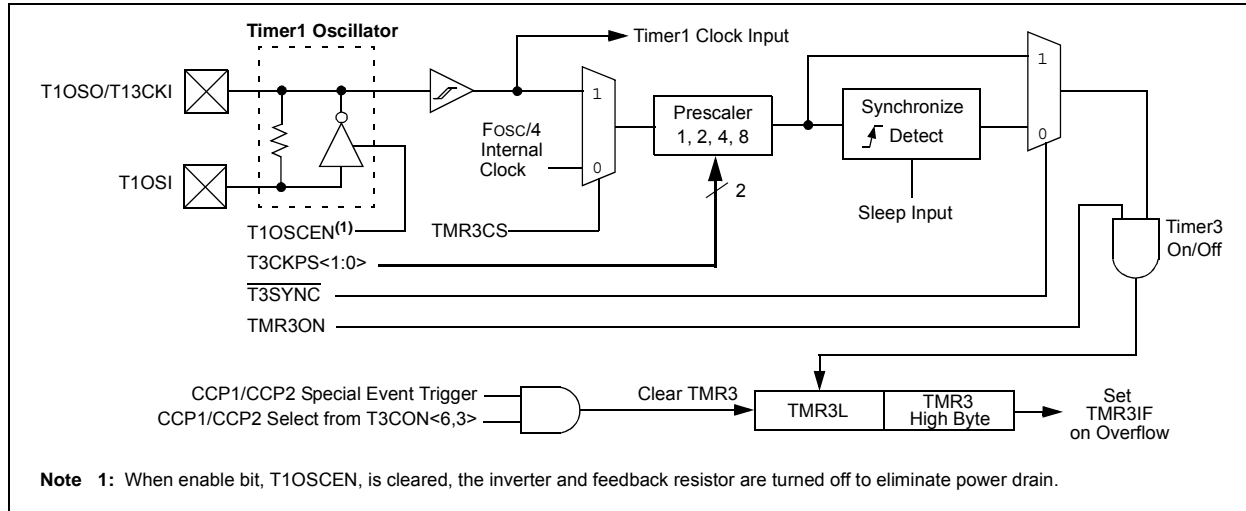 Timer1 Oscillator
Timer1 Clock Input
T1OSO/T13CKI
T1OSI
1
0
FOSC/4
Internal
Clock
Prescaler
1, 2, 4, 8
2
Synchronize
Detect
Sleep Input
1
0
T1OSCEN(1)
TMR3CS
T3CKPS<1:0>
T3SYNC
TMR3ON
Timer3
On/Off
CCP1/CCP2 Special Event Trigger
CCP1/CCP2 Select from T3CON<6,3>
Clear TMR3
TMR3L
TMR3
High Byte
Set
TMR3IF
on Overflow
Note 1: When enable bit, T1OSCEN, is cleared, the inverter and feedback resistor are turned off to eliminate power drain.